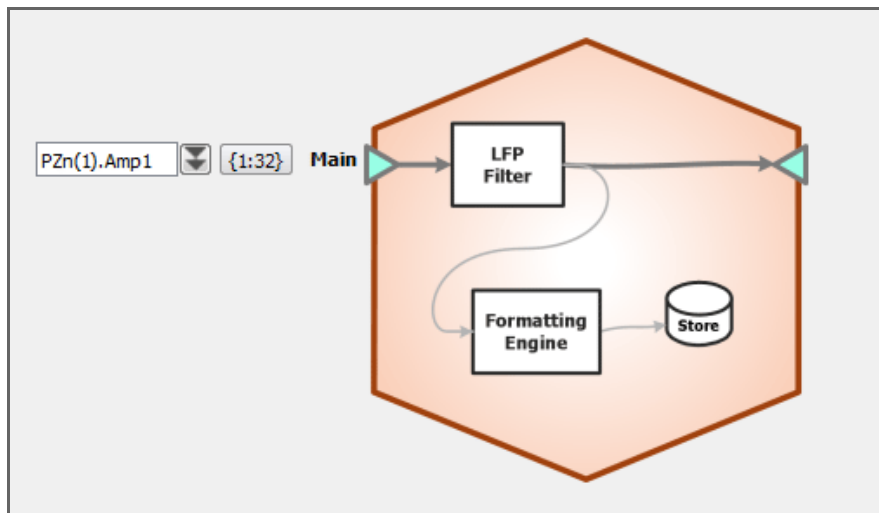 PZn(1).Amp1
{1:32}
Main
LFP
Filter
Formatting
Engine
Store